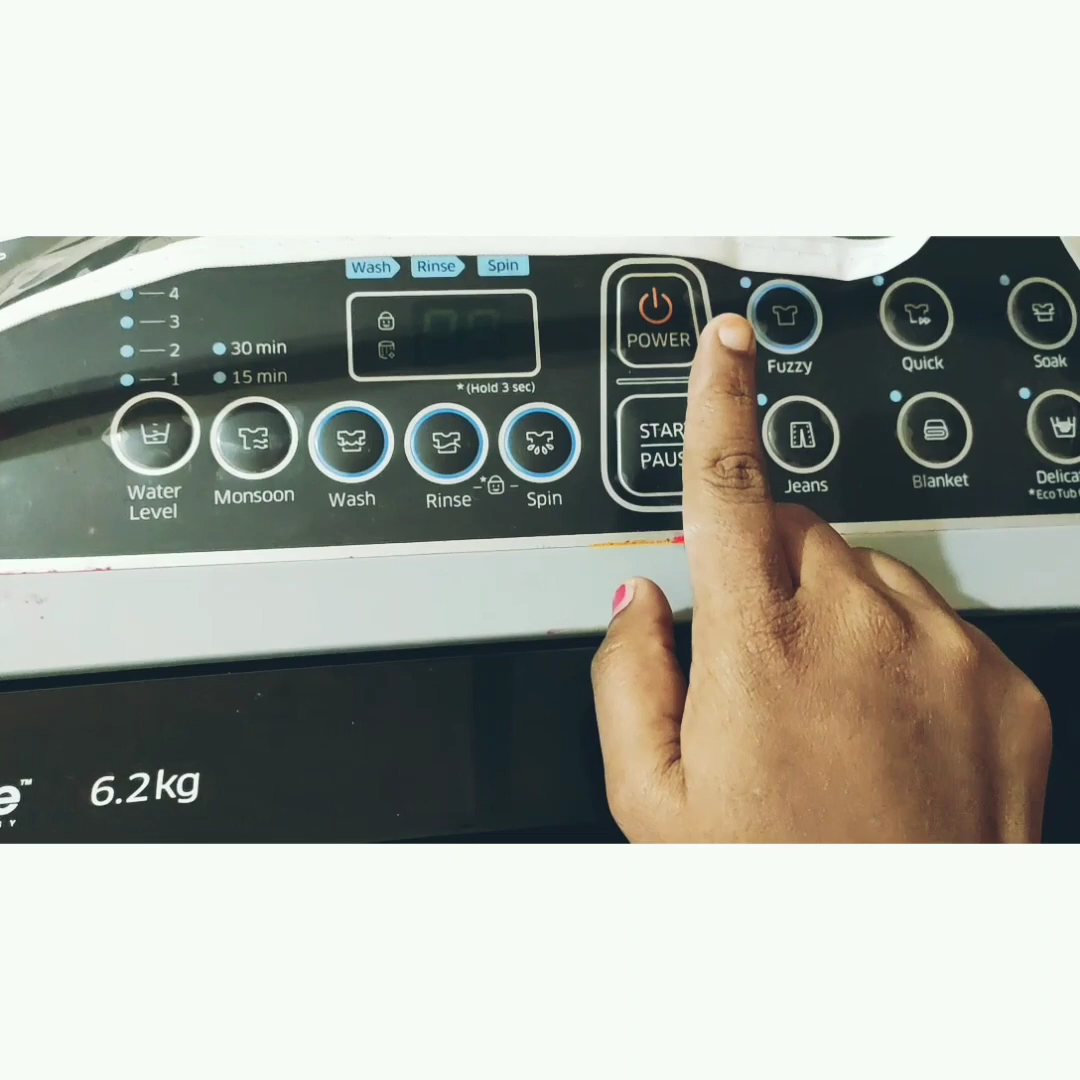 Wash Rinse Spin
4
3
2
1
30 min
15 min
*(Hold 3 sec)
POWER
Water
Level
Monsoon
Wash
Rinse
Spin
Fuzzy
Quick
Soak
Jeans
Blanket
6.2kg